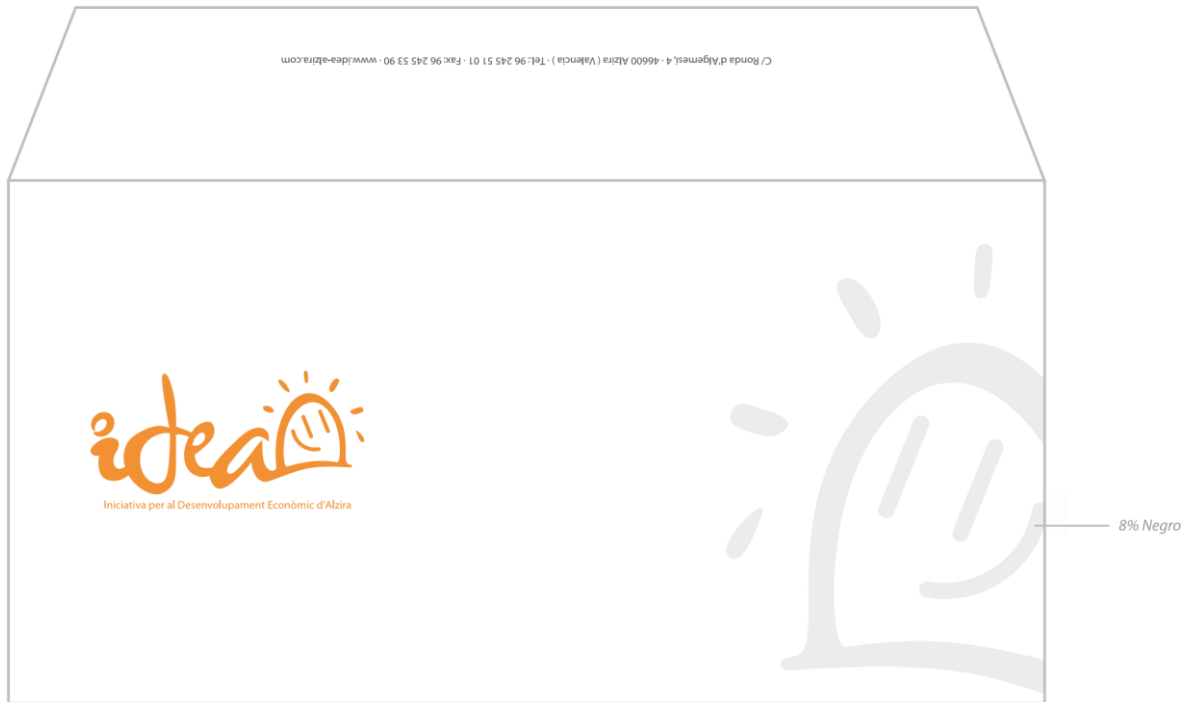 C/ Ronda d'Algemesí, 4 · 46600 Alzira ( Valencia ) · Tel.: 96 245 51 01 · Fax: 96 245 53 90 · www.idea-alzira.com
idea
Iniciativa per al Desenvolupament Econòmic d'Alzira
8% Negro